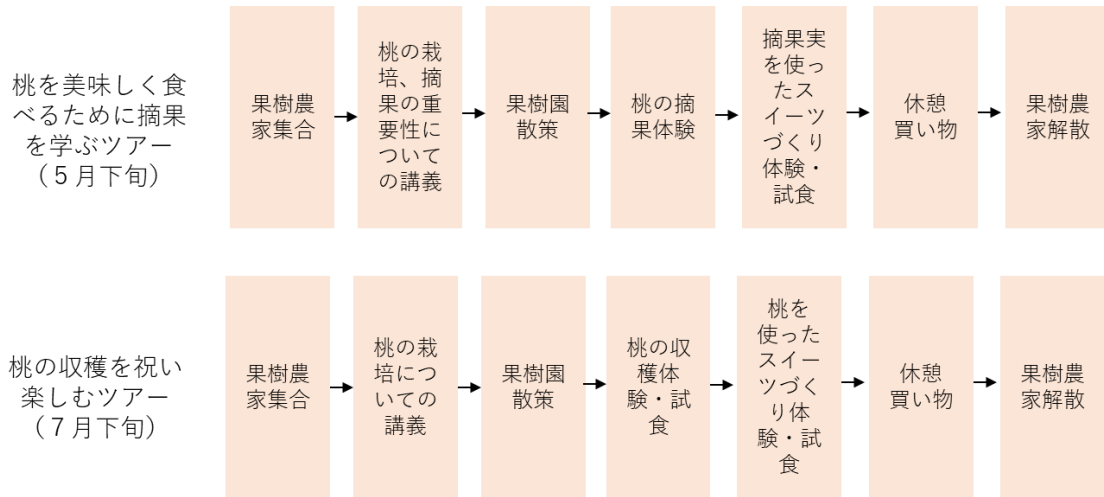 桃を美味しく食
べるために摘果
を学ぶツアー
（５月下旬）
果樹農
家集合
桃の栽
培、摘
果の重
要性に
ついて
の講義
果樹園
散策
桃の摘
果体験
摘果実
を使っ
たス
イーツ
づくり
体験・
試食
休憩
買い物
果樹農
家解散
桃の収穫を祝い
楽しむツアー
（７月下旬）
果樹農
家集合
桃の栽
培につ
いての
講義
果樹園
散策
桃の収
穫体
験・試
食
桃を
使った
スイー
ツづく
り体
験・試
食
休憩
買い物
果樹農
家解散